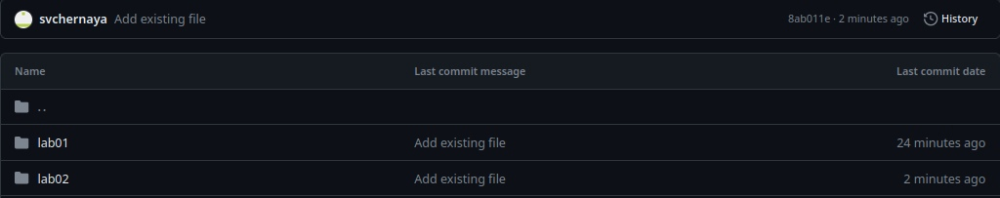 svchernaya Add existing file 8ab011e · 2 minutes ago History
Name Last commit message Last commit date
..
lab01 Add existing file 24 minutes ago
lab02 Add existing file 2 minutes ago